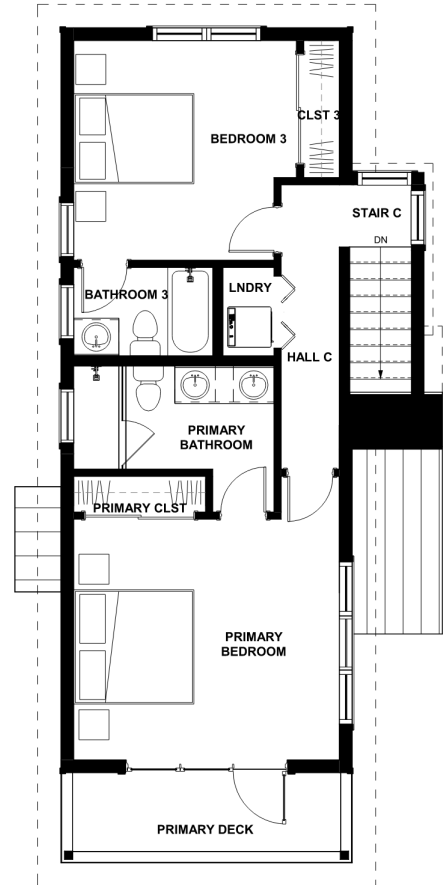 CLST 3
BEDROOM 3
STAIR C
DN
LNDRY
BATHROOM 3
HALL C
PRIMARY
BATHROOM
PRIMARY CLST
PRIMARY
BEDROOM
PRIMARY DECK